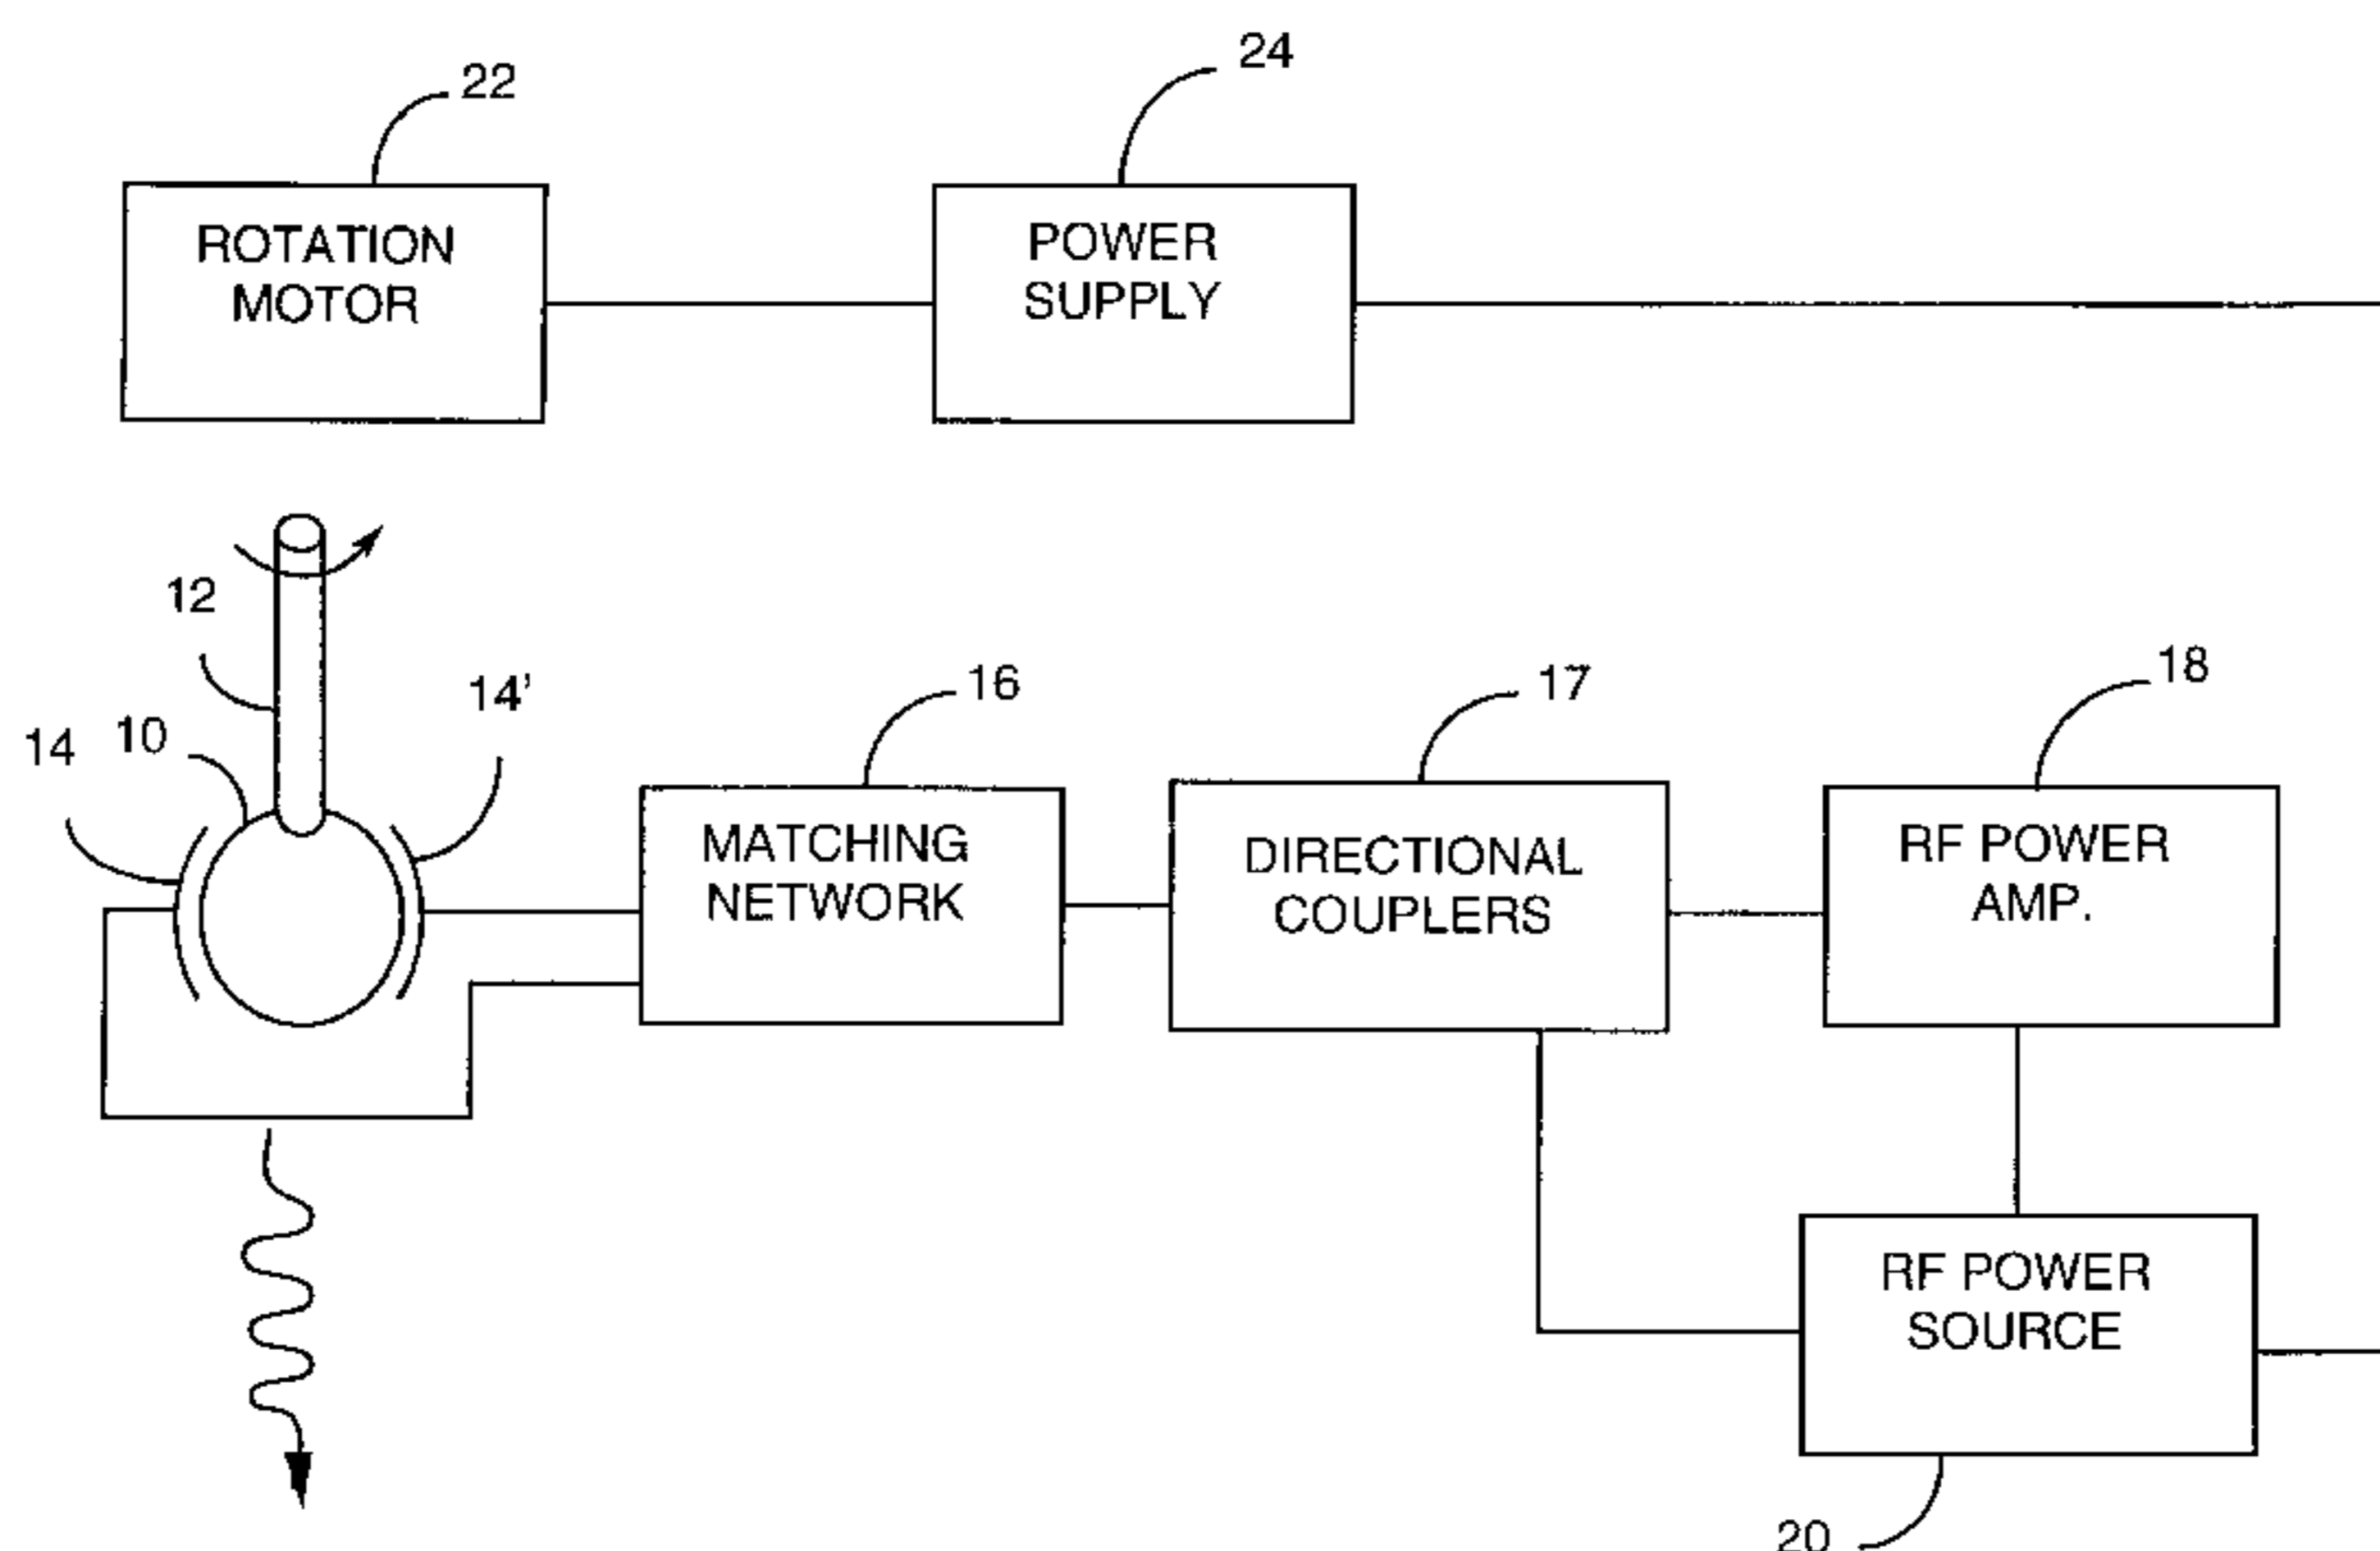 24
22
ROTATION
MOTOR
POWER
SUPPLY
12
14
10
14'
16
17
18
MATCHING
NETWORK
DIRECTIONAL
COUPLERS
RF POWER
AMP.
RF POWER
SOURCE
20